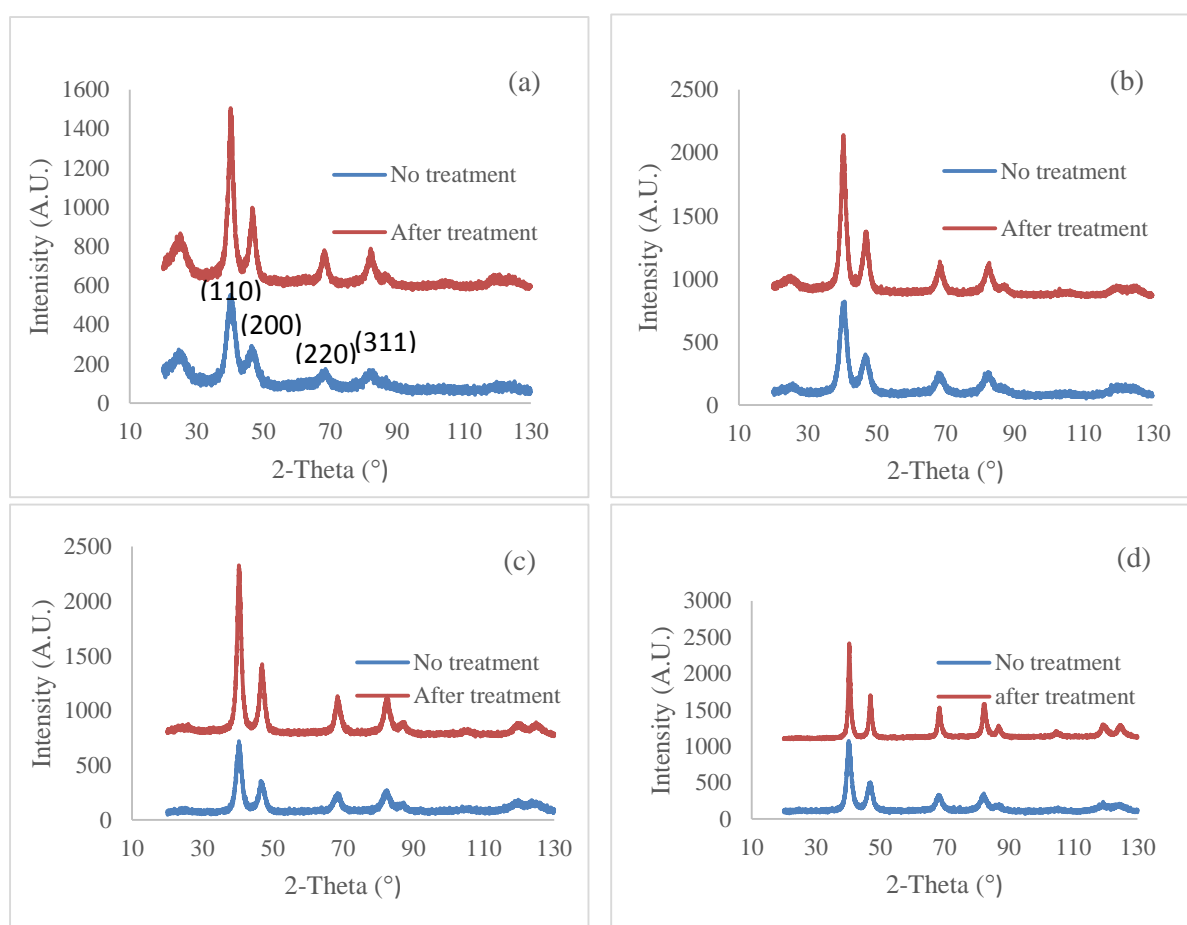 (a)
1600
1400
1200
1000
800
600
400
200
0
Intenisity (A.U.)
No treatment
After treatment
(110)
(200)
(220)
(311)
10 30 50 70 90 110 130
2-Theta (°)
(b)
2500
2000
1500
1000
500
0
Intensity (A.U.)
No treatment
After treatment
10 30 50 70 90 110 130
2-Theta (°)
(c)
2500
2000
1500
1000
500
0
Intensity (A.U.)
No treatment
After treatment
10 30 50 70 90 110 130
2-Theta (°)
(d)
3000
2500
2000
1500
1000
500
0
Intensity (A.U.)
No treatment
after treatment
10 30 50 70 90 110 130
2-Theta (°)